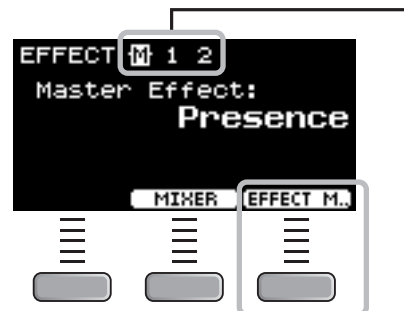 EFFECT M 1 2
Master Effect:
Presence
MIXER EFFECT M..